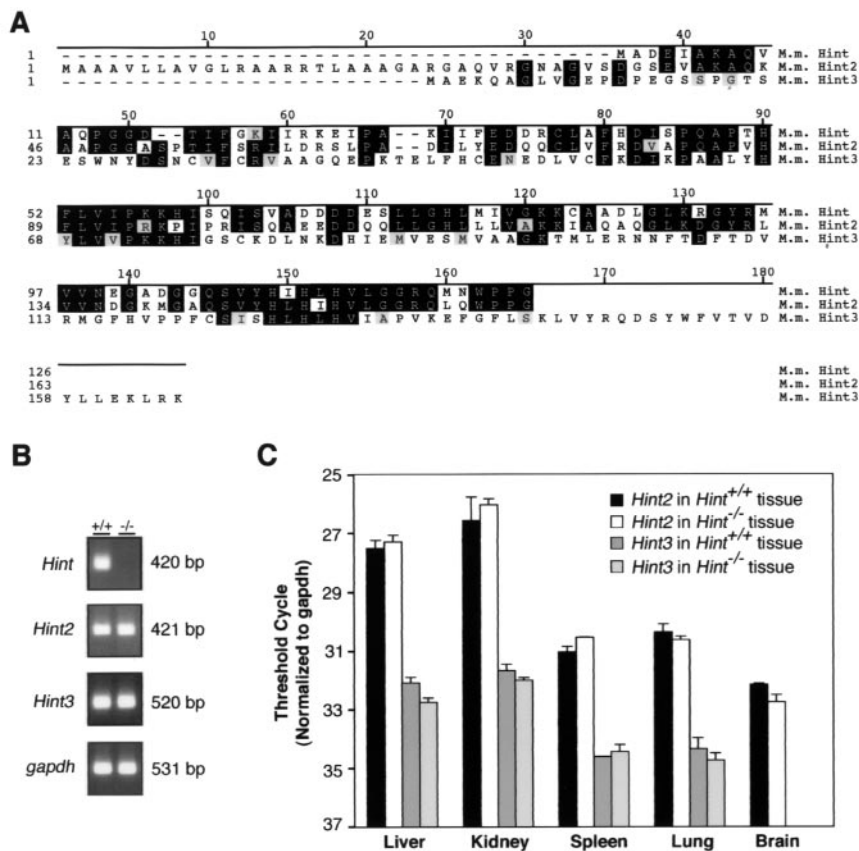 A
10 20 30 40
1 - - - - - - - - - - - - - - - - - - - - - - - - - - - - - - - - - - - M A D E I A K A Q V M.m. Hint
1 M A A A V L L A V G L R A A R R T L A A A G A R G A Q V R G N A G V S D G S E V A K A Q K M.m. Hint2
1 - - - - - - - - - - - - - - - - - - - - - - - M A E K Q A G L V G E P D P E G S S P G T S M.m. Hint3
50 60 70 80 90
11 A Q P G G D - - T I F G K I I R K E I P A - - K I I F E D D R C L A F H D I S P Q A P T H M.m. Hint
46 A A P G G A S P T I F S R I L D R S L P A - - D I L Y E D Q Q C L V F R D V A P Q A P V H M.m. Hint2
23 E S W N Y D S N C V F C R V A A G Q E P K T E L F H C E N E D L V C F K D I K P A A L Y H M.m. Hint3
100 110 120 130
52 F L V I P K K H I S Q I S V A D D D D E S L L G H L M I V G K K C A A D L G L K R G Y R M M.m. Hint
89 F L V I P R K P I P R I S Q A E E D D Q Q L L G H L L L V A K K I A Q A Q G L K D G Y R L M.m. Hint2
68 Y L V V P K K H I G S C K D L N K D H I E M V E S M V A A G K T M L E R N N F T D F T D V M.m. Hint3
140 150 160 170 180
97 V V N E G A D G G Q S V Y H I H L H V L G G R Q M N W P P G M.m. Hint
134 V V N D G K M G A Q S V Y H L H I H V L G G R Q L Q W P P G M.m. Hint2
113 R M G F H V P P F C S I S H L H L H V I A P V K E F G F L S K L V Y R Q D S Y W F V T V D M.m. Hint3
126 M.m. Hint
163 M.m. Hint2
158 Y L L E K L R K M.m. Hint3
B
+/+ -/-
Hint 420 bp
Hint2 421 bp
Hint3 520 bp
gapdh 531 bp
C
Threshold Cycle
(Normalized to gapdh)
25
27
29
31
33
35
37
Hint2 in Hint+/+ tissue
Hint2 in Hint-/- tissue
Hint3 in Hint+/+ tissue
Hint3 in Hint-/- tissue
Liver Kidney Spleen Lung Brain